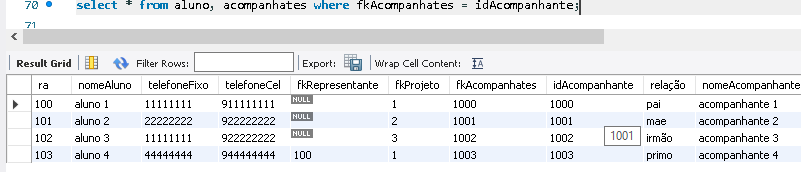 70 select * from aluno, acompanhates where fkAcompanhates = idAcompanhante;
71
Result Grid Filter Rows: Export: Wrap Cell Content: IA
ra nomeAluno telefoneFixo telefoneCel fkRepresentante fkProjeto fkAcompanhates idAcompanhante relação nomeAcompanhante
100 aluno 1 11111111 911111111 NULL 1 1000 1000 pai acompanhante 1
101 aluno 2 22222222 922222222 NULL 2 1001 1001 mae acompanhante 2
102 aluno 3 11111111 922222222 NULL 3 1002 1002 1001 irmão acompanhante 3
103 aluno 4 44444444 944444444 100 1 1003 1003 primo acompanhante 4